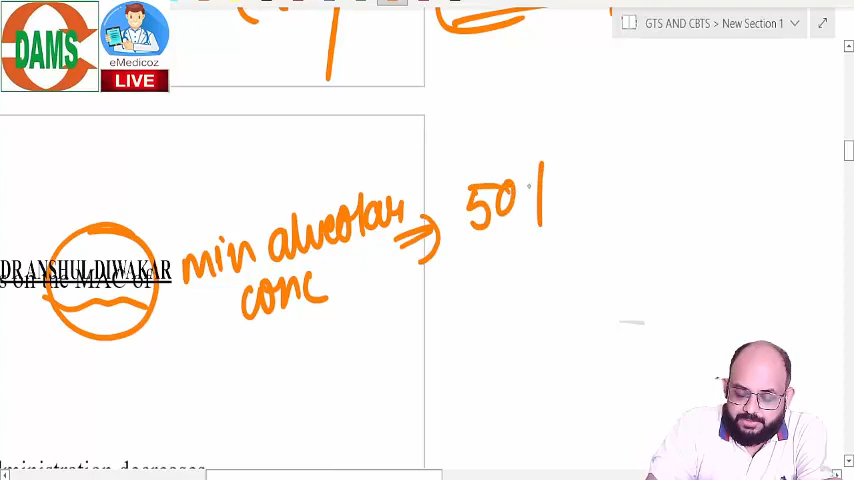 DAMS
eMedicoz
LIVE
GTS AND CBTS > New Section 1
min alveolar => 50 %
conc
DR ANSHUL DIWAKAR
s on the MAC of
dministration decreases